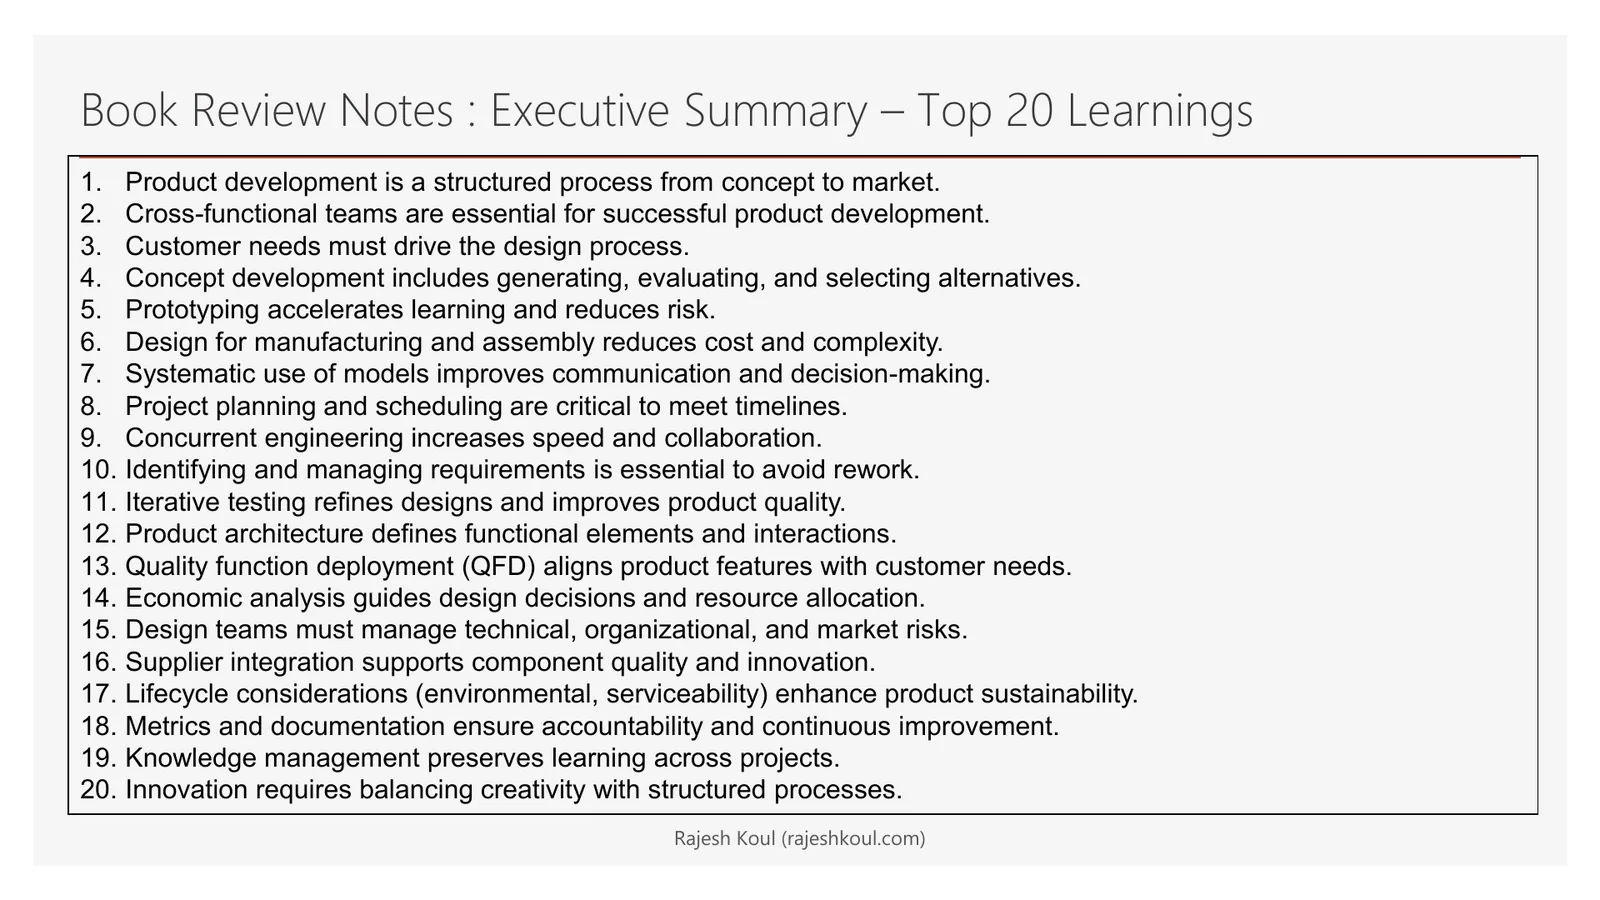 Book Review Notes : Executive Summary – Top 20 Learnings
1. Product development is a structured process from concept to market.
2. Cross-functional teams are essential for successful product development.
3. Customer needs must drive the design process.
4. Concept development includes generating, evaluating, and selecting alternatives.
5. Prototyping accelerates learning and reduces risk.
6. Design for manufacturing and assembly reduces cost and complexity.
7. Systematic use of models improves communication and decision-making.
8. Project planning and scheduling are critical to meet timelines.
9. Concurrent engineering increases speed and collaboration.
10. Identifying and managing requirements is essential to avoid rework.
11. Iterative testing refines designs and improves product quality.
12. Product architecture defines functional elements and interactions.
13. Quality function deployment (QFD) aligns product features with customer needs.
14. Economic analysis guides design decisions and resource allocation.
15. Design teams must manage technical, organizational, and market risks.
16. Supplier integration supports component quality and innovation.
17. Lifecycle considerations (environmental, serviceability) enhance product sustainability.
18. Metrics and documentation ensure accountability and continuous improvement.
19. Knowledge management preserves learning across projects.
20. Innovation requires balancing creativity with structured processes.
Rajesh Koul (rajeshkoul.com)